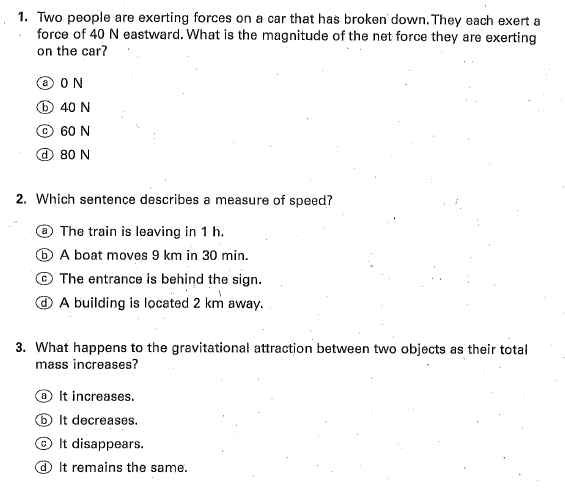 1. Two people are exerting forces on a car that has broken down. They each exert a
force of 40 N eastward. What is the magnitude of the net force they are exerting
on the car?
ⓐ 0 N
ⓑ 40 N
ⓒ 60 N
ⓓ 80 N
2. Which sentence describes a measure of speed?
ⓐ The train is leaving in 1 h.
ⓑ A boat moves 9 km in 30 min.
ⓒ The entrance is behind the sign.
ⓓ A building is located 2 km away.
3. What happens to the gravitational attraction between two objects as their total
mass increases?
ⓐ It increases.
ⓑ It decreases.
ⓒ It disappears.
ⓓ It remains the same.